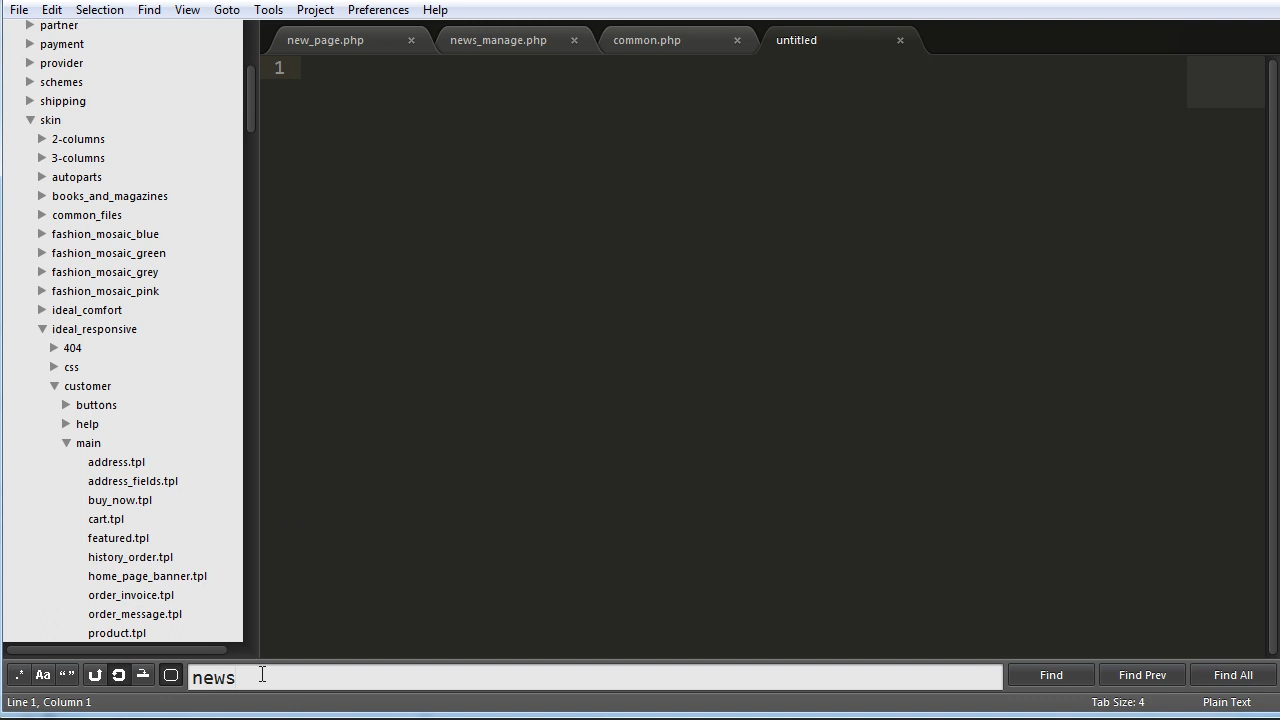 File Edit Selection Find View Goto Tools Project Preferences Help
partner
payment
provider
schemes
shipping
skin
2-columns
3-columns
autoparts
books_and_magazines
common_files
fashion_mosaic_blue
fashion_mosaic_green
fashion_mosaic_grey
fashion_mosaic_pink
ideal_comfort
ideal_responsive
404
css
customer
buttons
help
main
address.tpl
address_fields.tpl
buy_now.tpl
cart.tpl
featured.tpl
history_order.tpl
home_page_banner.tpl
order_invoice.tpl
order_message.tpl
product.tpl
new_page.php × news_manage.php × common.php × untitled ×
1
.* Aa “” news Find Find Prev Find All
Line 1, Column 1 Tab Size: 4 Plain Text